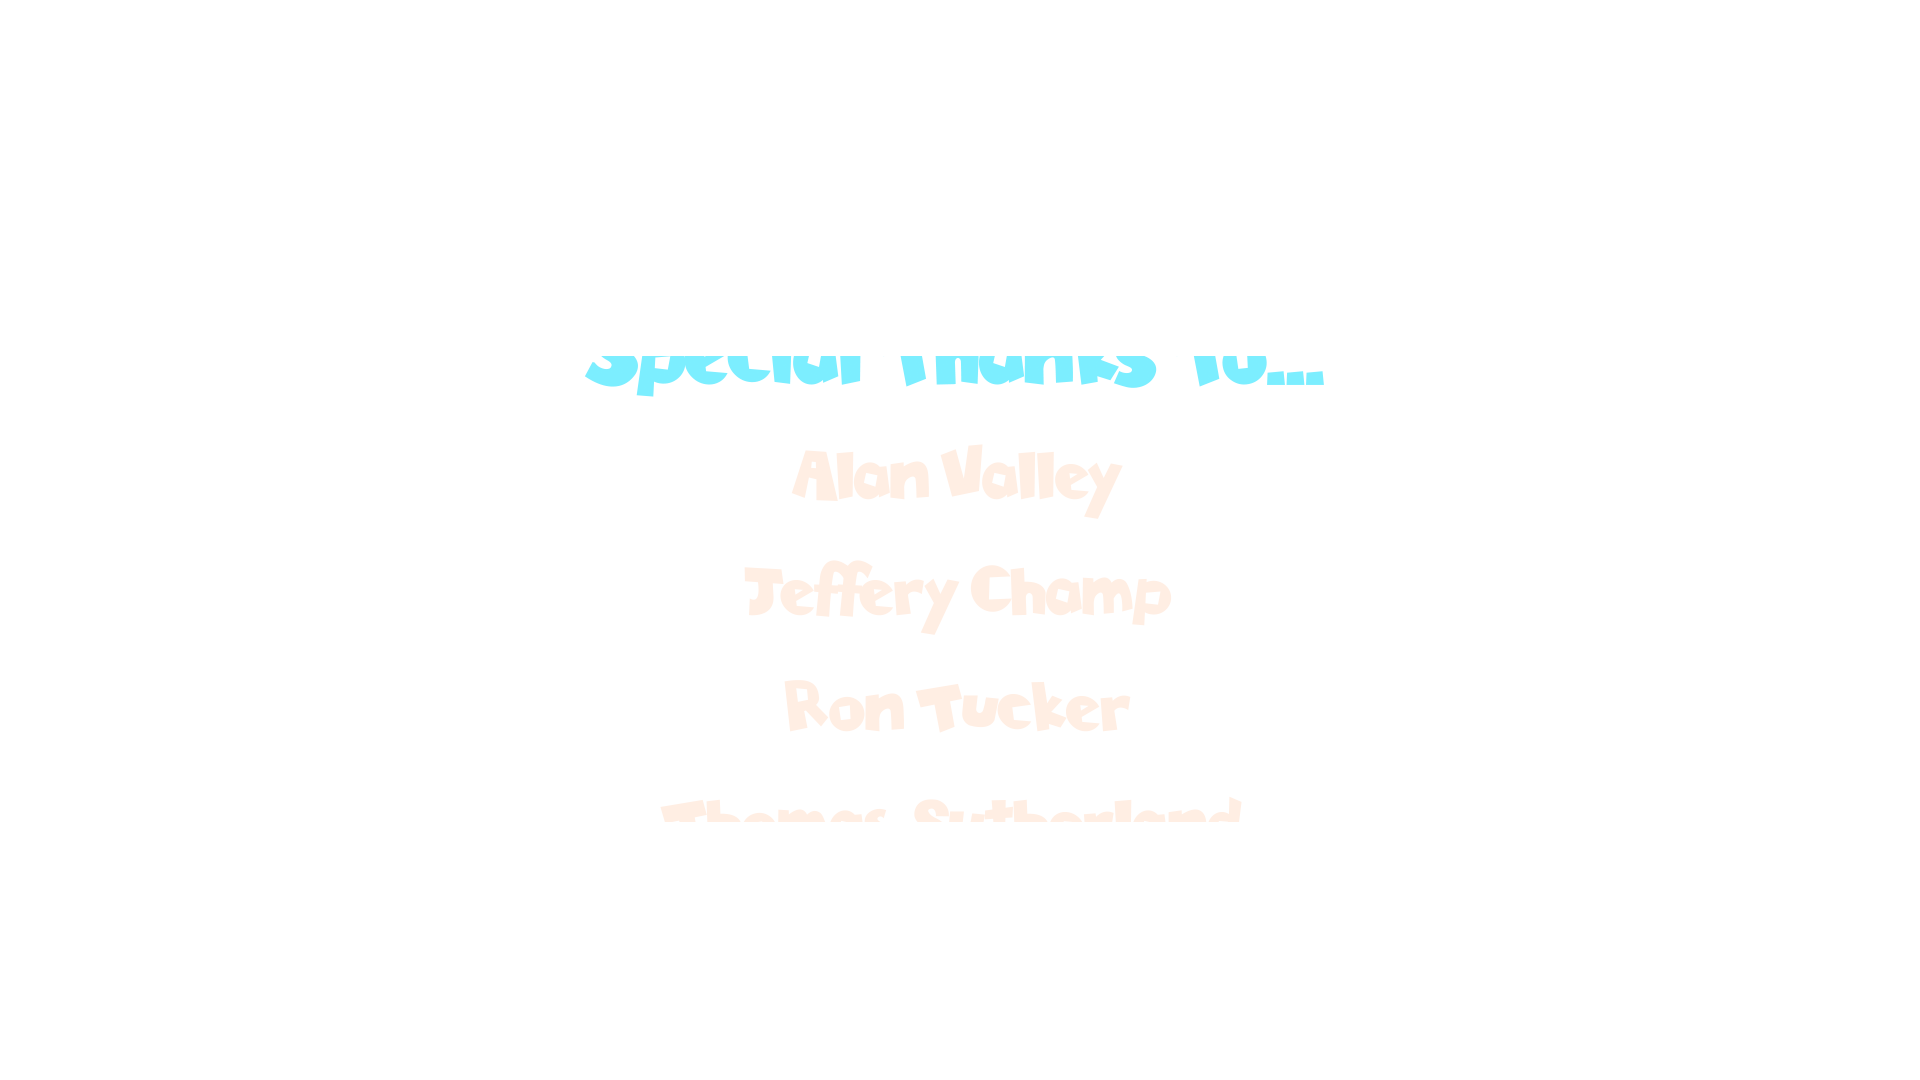 Special Thanks To...
Alan Valley
Jeffery Champ
Ron Tucker
Thomas Sutherland